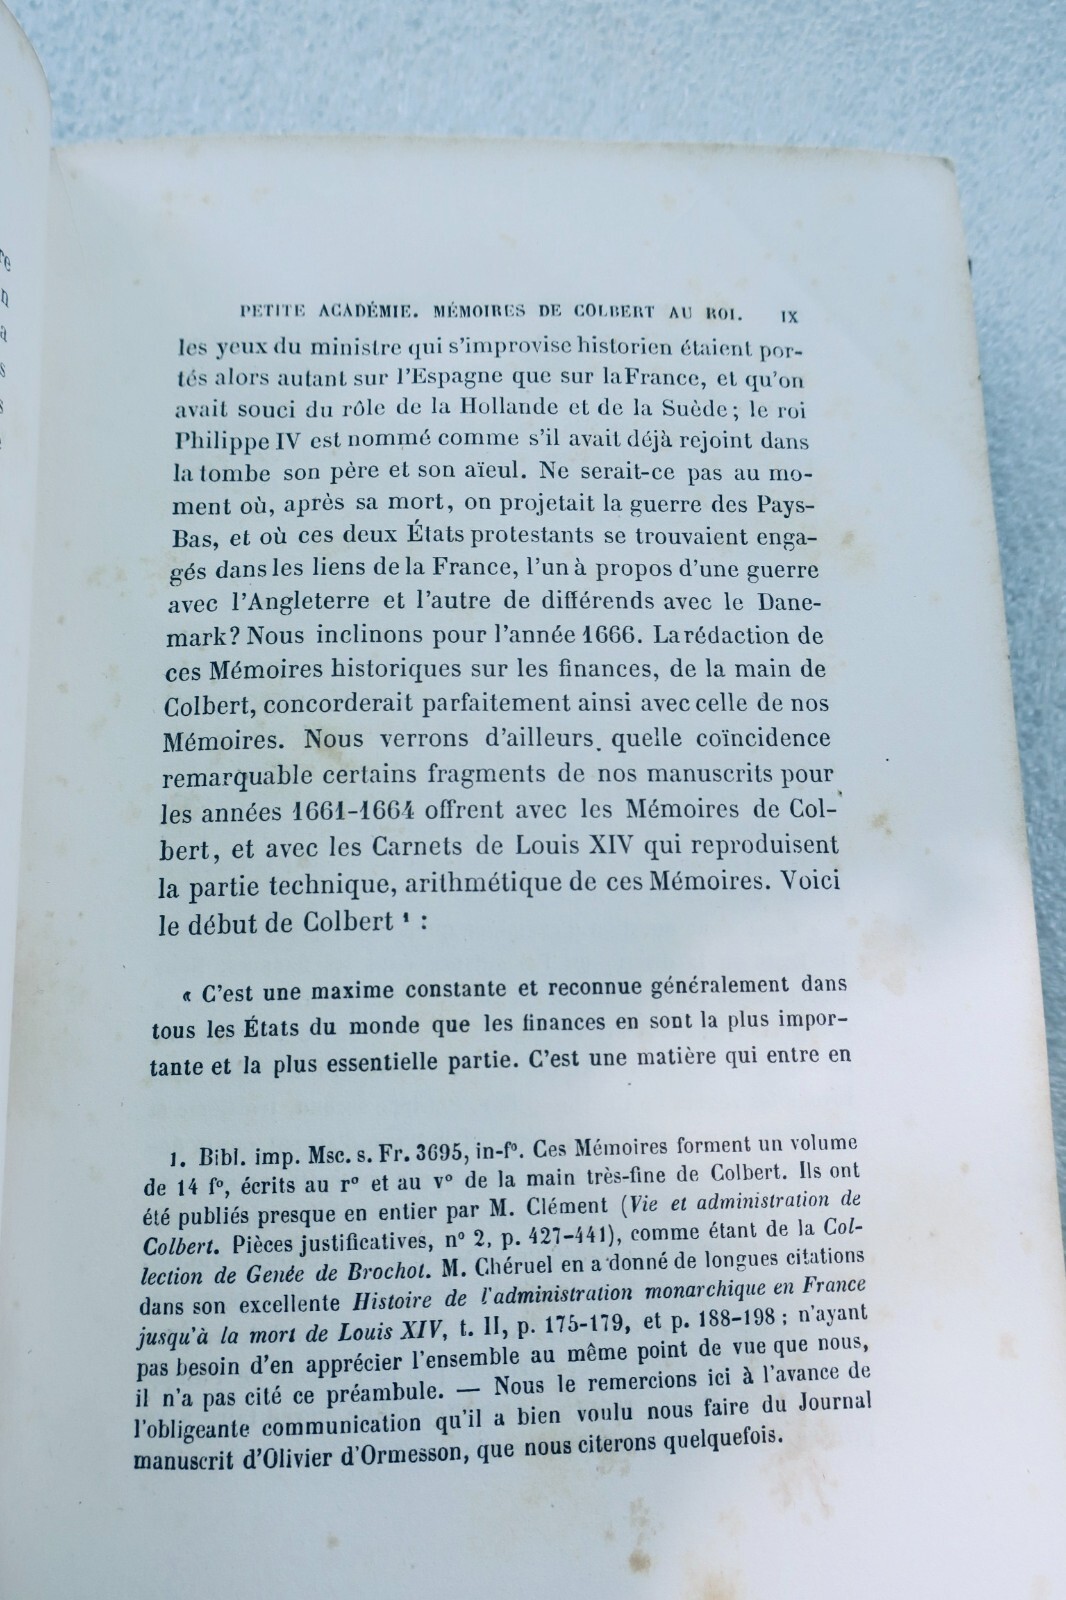 PETITE ACADÉMIE. MÉMOIRES DE COLBERT AU ROI. IX
les yeux du ministre qui s'improvise historien étaient por-
tés alors autant sur l'Espagne que sur la France, et qu'on
avait souci du rôle de la Hollande et de la Suède; le roi
Philippe IV est nommé comme s'il avait déjà rejoint dans
la tombe son père et son aïeul. Ne serait-ce pas au mo-
ment où, après sa mort, on projetait la guerre des Pays-
Bas, et où ces deux États protestants se trouvaient enga-
gés dans les liens de la France, l'un à propos d'une guerre
avec l'Angleterre et l'autre de différends avec le Dane-
mark? Nous inclinons pour l'année 1666. La rédaction de
ces Mémoires historiques sur les finances, de la main de
Colbert, concorderait parfaitement ainsi avec celle de nos
Mémoires. Nous verrons d'ailleurs. quelle coïncidence
remarquable certains fragments de nos manuscrits pour
les années 1661-1664 offrent avec les Mémoires de Col-
bert, et avec les Carnets de Louis XIV qui reproduisent
la partie technique, arithmétique de ces Mémoires. Voici
le début de Colbert ¹ :
« C'est une maxime constante et reconnue généralement dans
tous les États du monde que les finances en sont la plus impor-
tante et la plus essentielle partie. C'est une matière qui entre en
1. Bibl. imp. Msc. s. Fr. 3695, in-fº. Ces Mémoires forment un volume
de 14 fº, écrits au rº et au vº de la main très-fine de Colbert. Ils ont
été publiés presque en entier par M. Clément (Vie et administration de
Colbert. Pièces justificatives, nº 2, p. 427-441), comme étant de la Col-
lection de Genée de Brochot. M. Chéruel en a donné de longues citations
dans son excellente Histoire de l'administration monarchique en France
jusqu'à la mort de Louis XIV, t. II, p. 175-179, et p. 188-198; n'ayant
pas besoin d'en apprécier l'ensemble au même point de vue que nous,
il n'a pas cité ce préambule. — Nous le remercions ici à l'avance de
l'obligeante communication qu'il a bien voulu nous faire du Journal
manuscrit d'Olivier d'Ormesson, que nous citerons quelquefois.